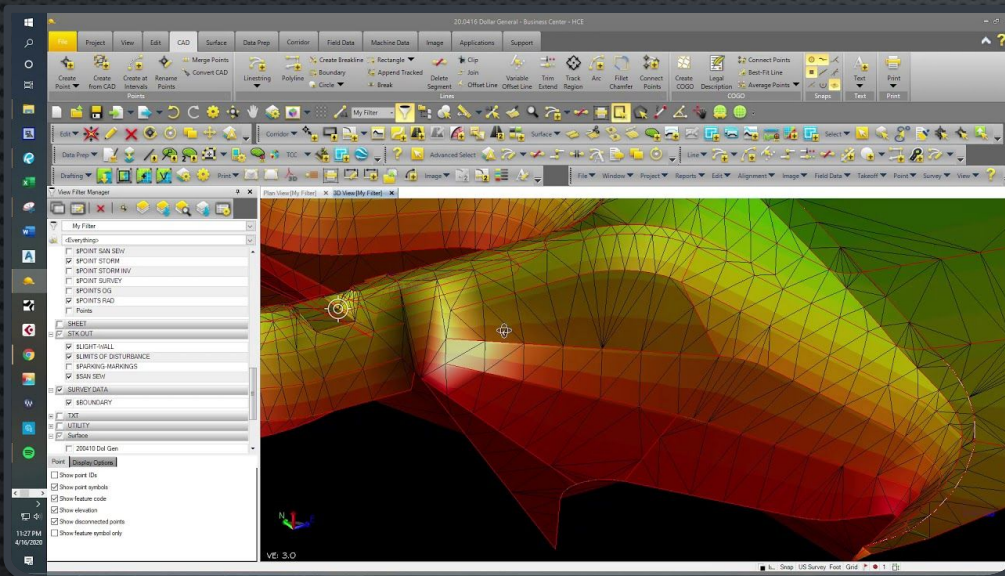 20.0416 Dollar General - Business Center - HCE
File Project View Edit CAD Surface Data Prep Corridor Field Data Machine Data Image Applications Support
Create Point
Create from CAD
Create at Intervals
Rename Points
Merge Points
Convert CAD
Points
Linestring
Polyline
Create Breakline
Boundary
Circle
Rectangle
Append Tracked
Break
Delete Segment
Clip
Join
Offset Line
Variable Offset Line
Trim Extend
Track Region
Arc
Fillet Chamfer
Connect Points
Lines
Create COGO
Legal Description
Connect Points
Best-Fit Line
Average Points
COGO
Snaps
Text
Text
Print
Print
My Filter
Edit
Corridor
Surface
Select
Data Prep
TCC
Advanced Select
Line
Drafting
Print
Image
File Window Project Reports Edit Alignment Image Field Data Takeoff Point Survey View
View Filter Manager
Plan View[My Filter] 3D View[My Filter]
My Filter
<Everything>
$POINT SAN SEW
$POINT STORM
$POINT STORM INV
$POINT SURVEY
$POINTS OG
$POINTS RAD
Points
SHEET
STK OUT
$LIGHT-WALL
$LIMITS OF DISTURBANCE
$PARKING-MARKINGS
$SAN SEW
SURVEY DATA
$BOUNDARY
TXT
UTILITY
Surface
200410 Dol Gen
Point Display Options
Show point IDs
Show point symbols
Show feature code
Show elevation
Show disconnected points
Show feature symbol only
N
VE: 3.0
11:27 PM
4/16/2020
Snap US Survey Foot Grid 1